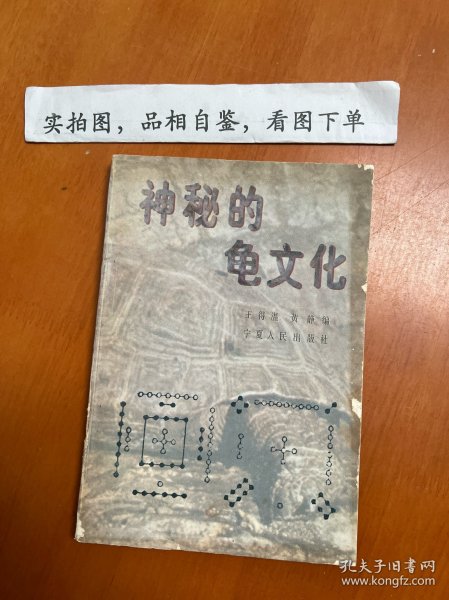 实拍图，品相自鉴，看图下单
神秘的
龟文化
王得湛 黄静 编
宁夏人民出版社
孔夫子旧书网
www.kongfz.com